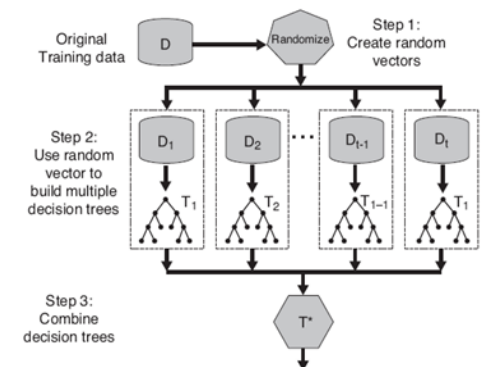 Original
Training data
D
Randomize
Step 1:
Create random
vectors
Step 2:
Use random
vector to
build multiple
decision trees
D1
D2
...
Dt-1
Dt
T1
T2
T1–1
T1
Step 3:
Combine
decision trees
T*